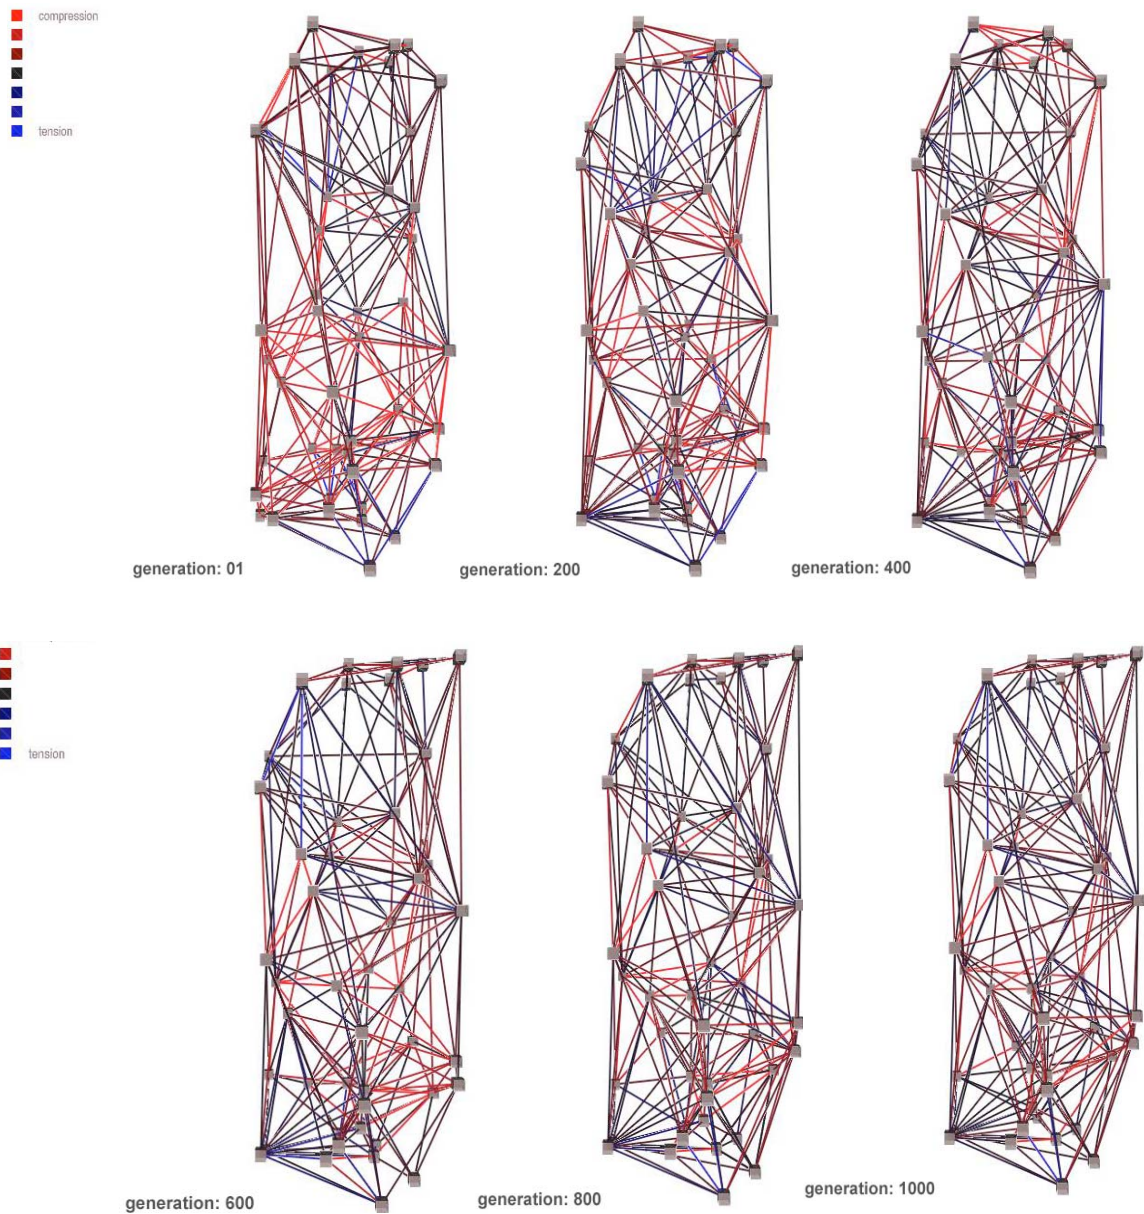 compression
tension
generation: 01
generation: 200
generation: 400
tension
generation: 600
generation: 800
generation: 1000